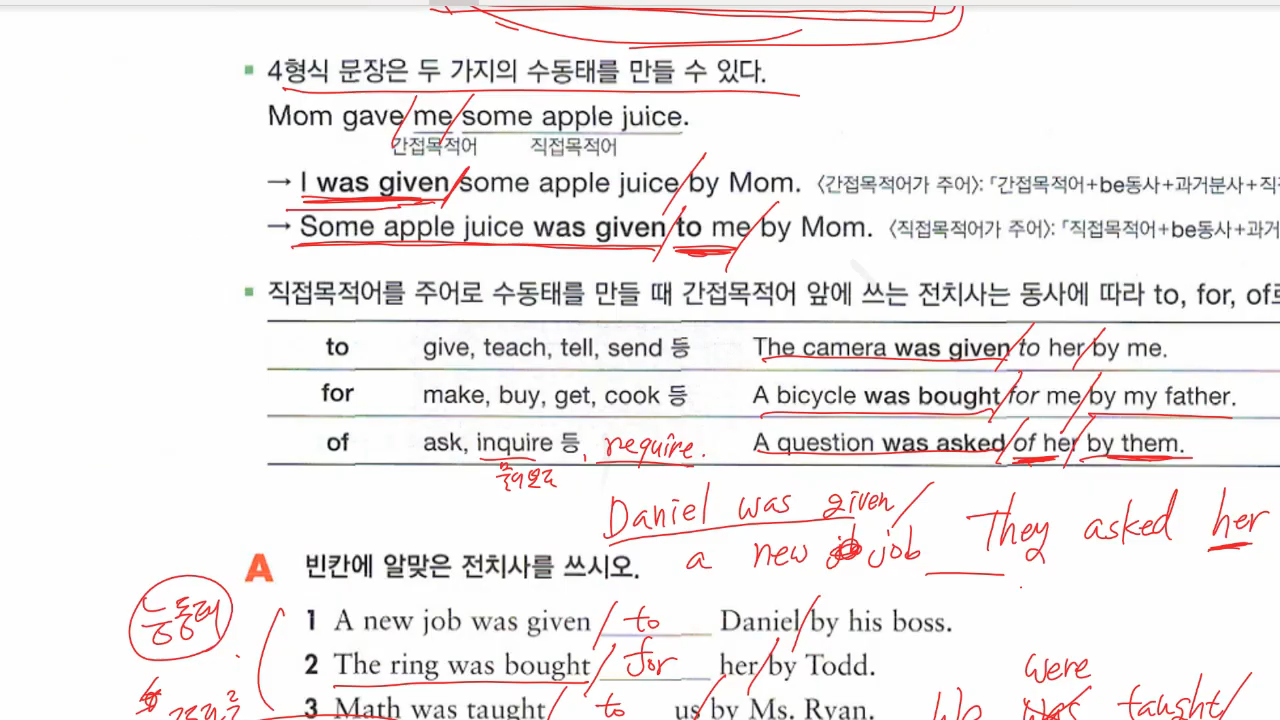 4형식 문장은 두 가지의 수동태를 만들 수 있다.
Mom gave me some apple juice.
간접목적어 직접목적어
→ I was given some apple juice by Mom. 〈간접목적어가 주어〉: 「간접목적어+be동사+과거분사+직
→ Some apple juice was given to me by Mom. 〈직접목적어가 주어〉: 「직접목적어+be동사+과거
직접목적어를 주어로 수동태를 만들 때 간접목적어 앞에 쓰는 전치사는 동사에 따라 to, for, of로
to give, teach, tell, send 등 The camera was given to her by me.
for make, buy, get, cook 등 A bicycle was bought for me by my father.
of ask, inquire 등, require. A question was asked of her by them.
Daniel was given
a new job
They asked her
A 빈칸에 알맞은 전치사를 쓰시오.
능동태
1 A new job was given to Daniel by his boss.
2 The ring was bought for her by Todd.
3 Math was taught to us by Ms. Ryan.
were
We was taught